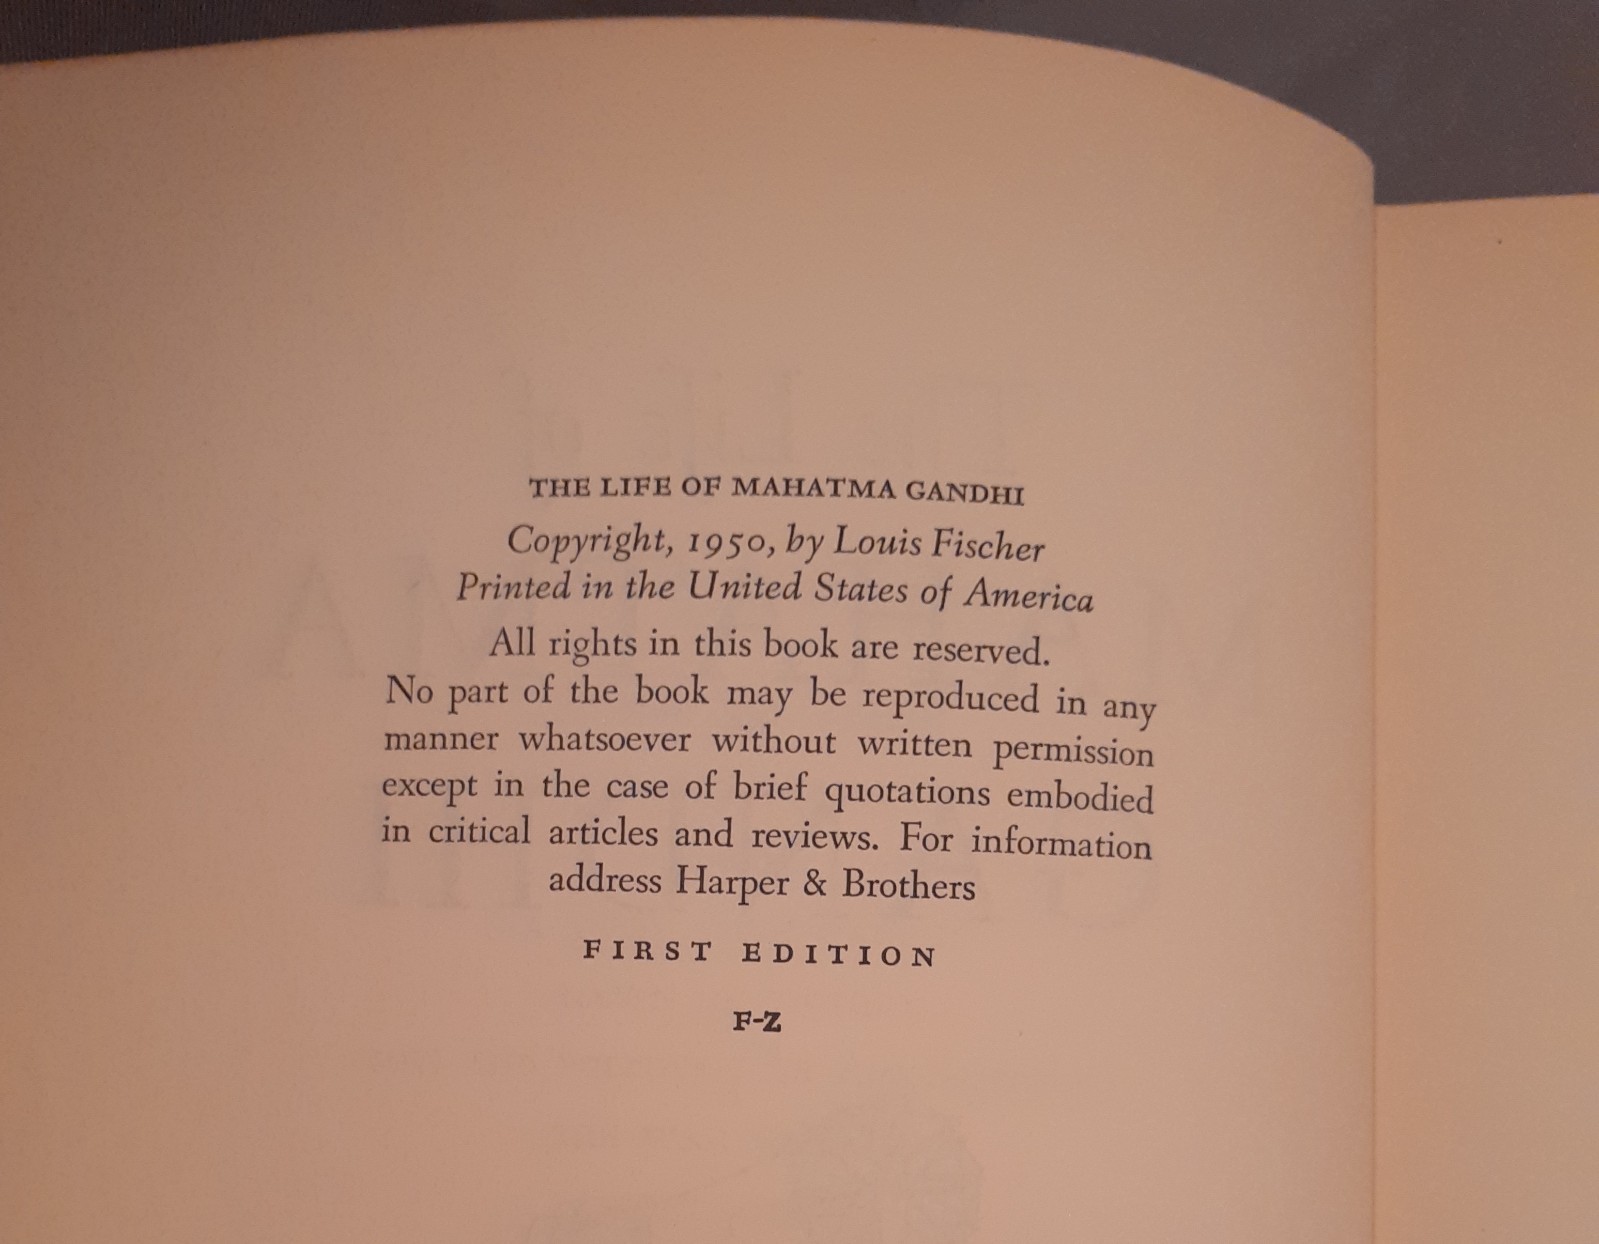 THE LIFE OF MAHATMA GANDHI
Copyright, 1950, by Louis Fischer
Printed in the United States of America
All rights in this book are reserved.
No part of the book may be reproduced in any
manner whatsoever without written permission
except in the case of brief quotations embodied
in critical articles and reviews. For information
address Harper & Brothers
FIRST EDITION
F-Z